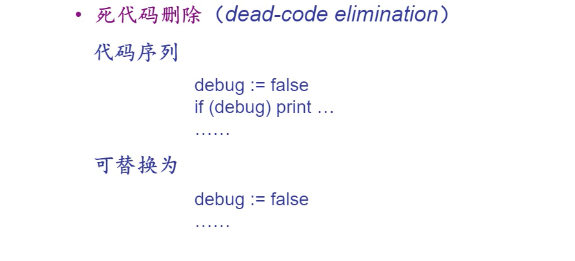 • 死代码删除（dead-code elimination）
代码序列
debug := false
if (debug) print …
……
可替换为
debug := false
……